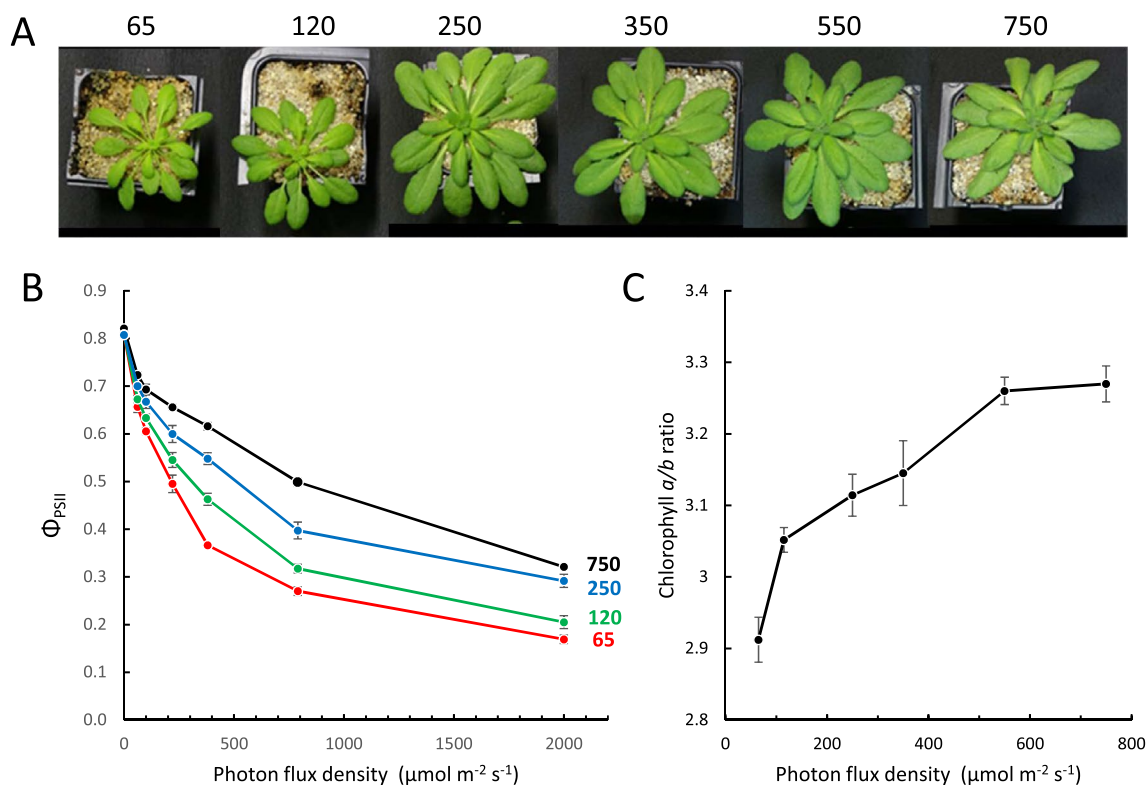 A
65 120 250 350 550 750
B
0.9
0.8
0.7
0.6
0.5
0.4
0.3
0.2
0.1
0.0
ΦPSII
0 500 1000 1500 2000
Photon flux density (µmol m-2 s-1)
750
250
120
65
C
3.4
3.3
3.2
3.1
3
2.9
2.8
Chlorophyll a/b ratio
0 200 400 600 800
Photon flux density (µmol m-2 s-1)